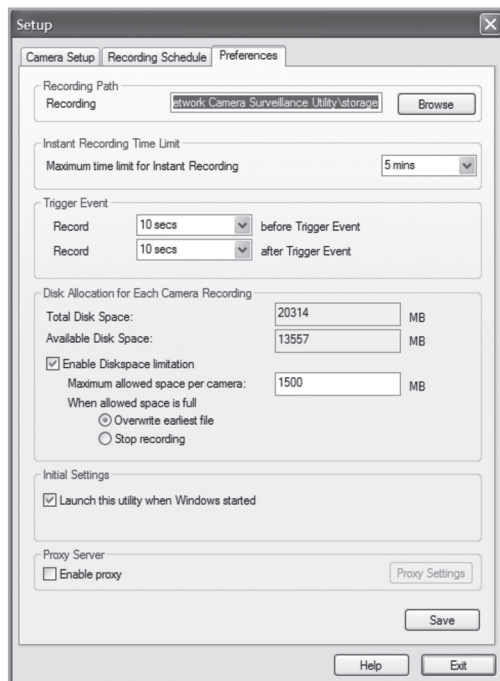 Setup
Camera Setup Recording Schedule Preferences
Recording Path
Recording etwork Camera Surveillance Utility\storage Browse
Instant Recording Time Limit
Maximum time limit for Instant Recording 5 mins
Trigger Event
Record 10 secs before Trigger Event
Record 10 secs after Trigger Event
Disk Allocation for Each Camera Recording
Total Disk Space: 20314 MB
Available Disk Space: 13557 MB
Enable Diskspace limitation
Maximum allowed space per camera: 1500 MB
When allowed space is full
Overwrite earliest file
Stop recording
Initial Settings
Launch this utility when Windows started
Proxy Server
Enable proxy Proxy Settings
Save
Help Exit